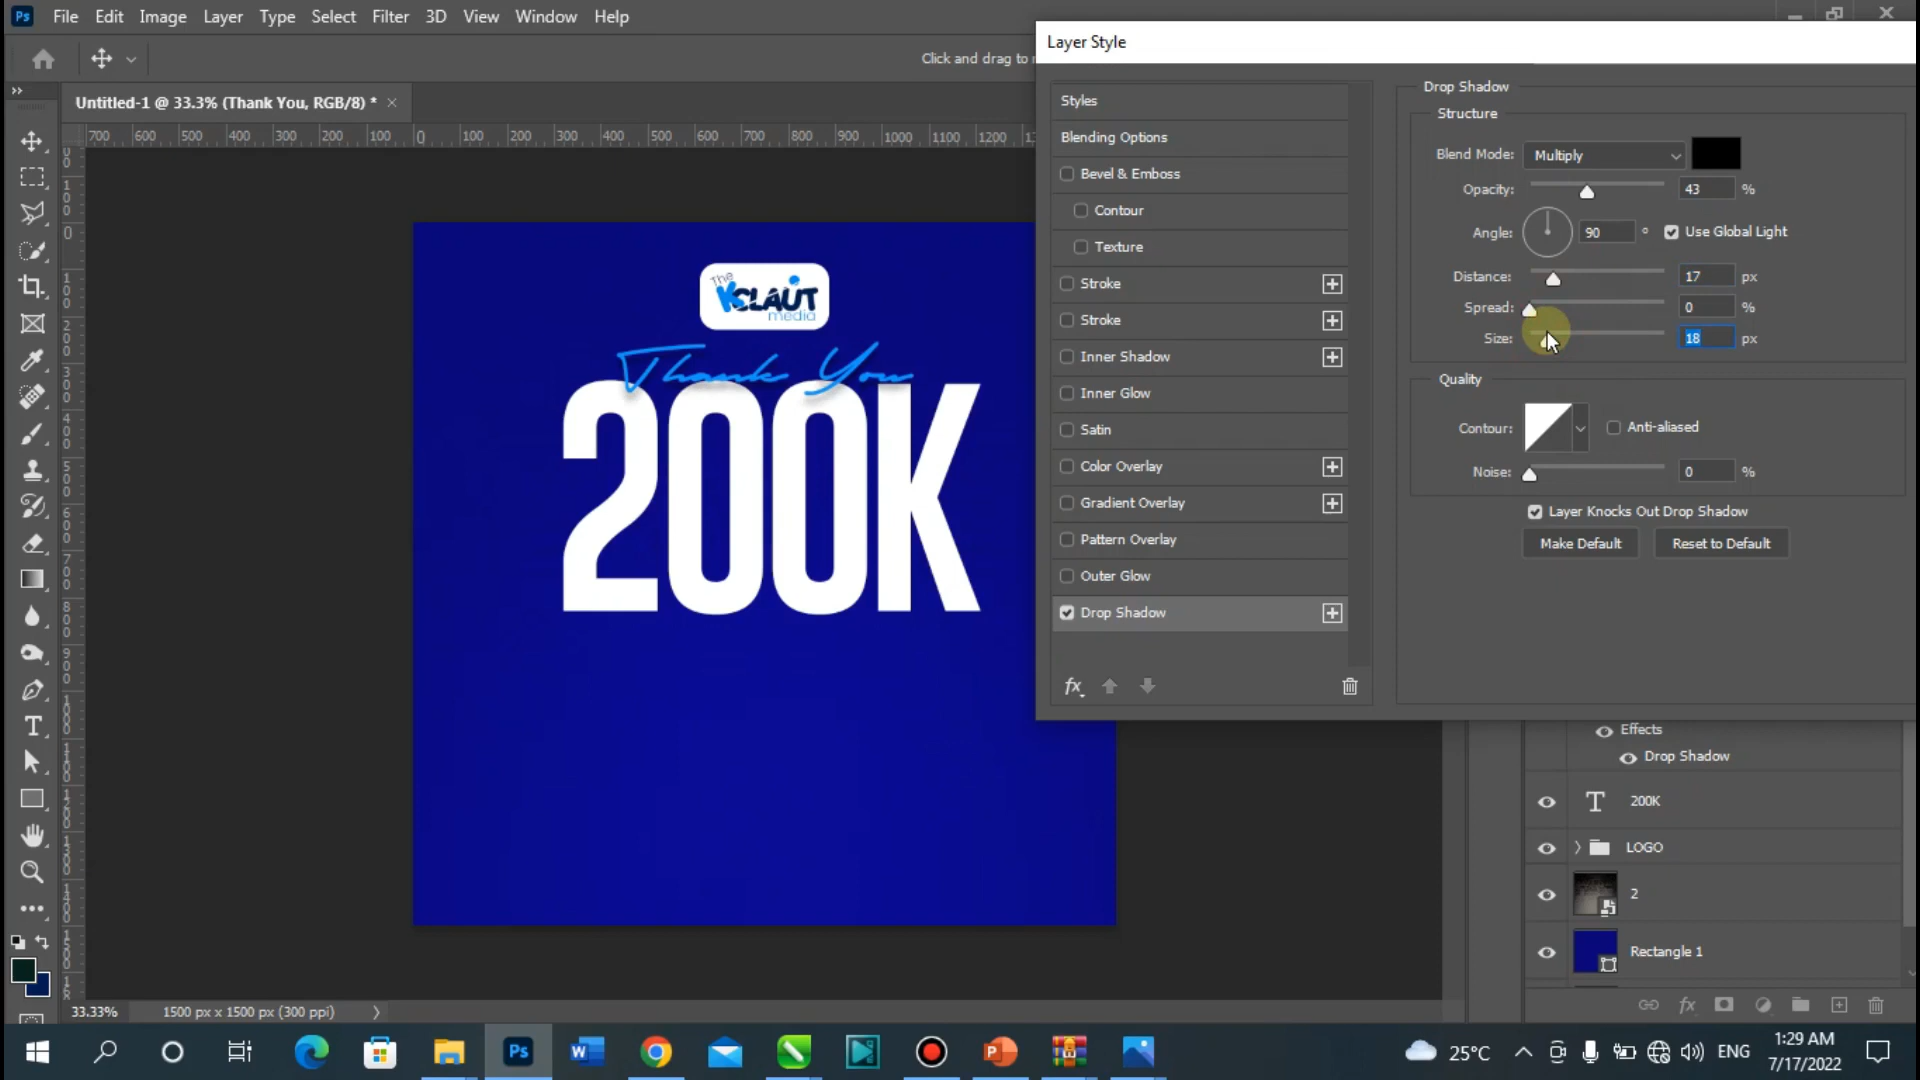 Ps File Edit Image Layer Type Select Filter 3D View Window Help
Click and drag to
Untitled-1 @ 33.3% (Thank You, RGB/8) * ×
700 600 500 400 300 200 100 0 100 200 300 400 500 600 700 800 900 1000 1100 1200
The
KCLAUT
media
Thank You
200K
Layer Style
Styles
Blending Options
Bevel & Emboss
Contour
Texture
Stroke
Stroke
Inner Shadow
Inner Glow
Satin
Color Overlay
Gradient Overlay
Pattern Overlay
Outer Glow
Drop Shadow
fx
Drop Shadow
Structure
Blend Mode: Multiply
Opacity: 43 %
Angle: 90 ° Use Global Light
Distance: 17 px
Spread: 0 %
Size: 18 px
Quality
Contour: Anti-aliased
Noise: 0 %
Layer Knocks Out Drop Shadow
Make Default Reset to Default
Effects
Drop Shadow
T 200K
LOGO
2
Rectangle 1
fx
33.33% 1500 px x 1500 px (300 ppi)
Ps W P 25°C ENG 1:29 AM
7/17/2022